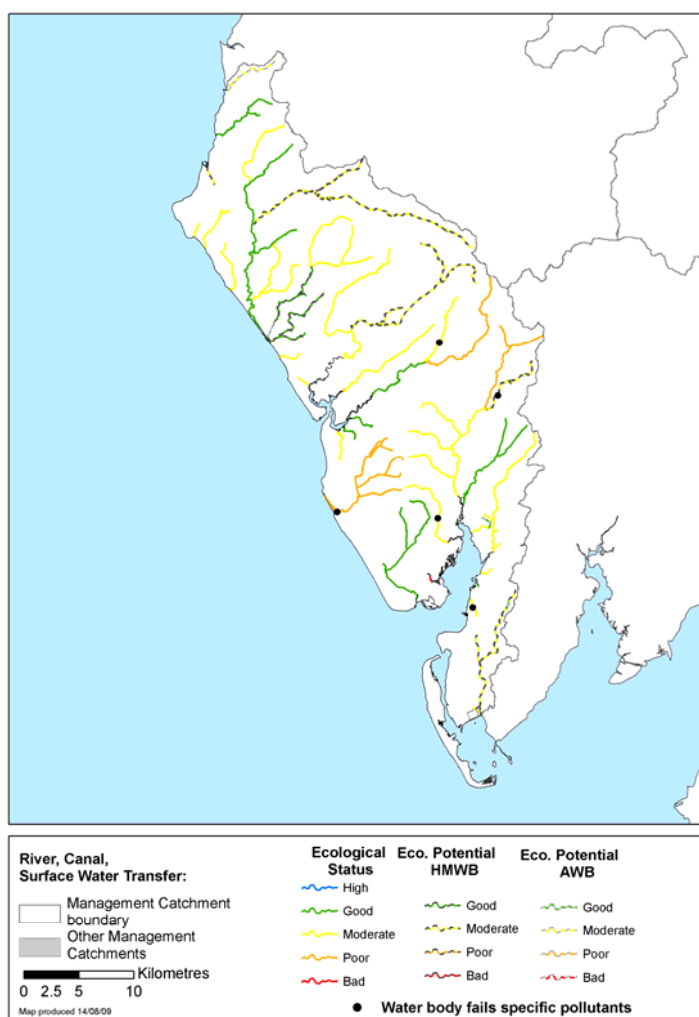 River, Canal,
Surface Water Transfer:
Management Catchment
boundary
Other Management
Catchments
Kilometres
0 2.5 5 10
Map produced 14/08/09
Ecological
Status
High
Good
Moderate
Poor
Bad
Eco. Potential
HMWB
Good
Moderate
Poor
Bad
Eco. Potential
AWB
Good
Moderate
Poor
Bad
Water body fails specific pollutants